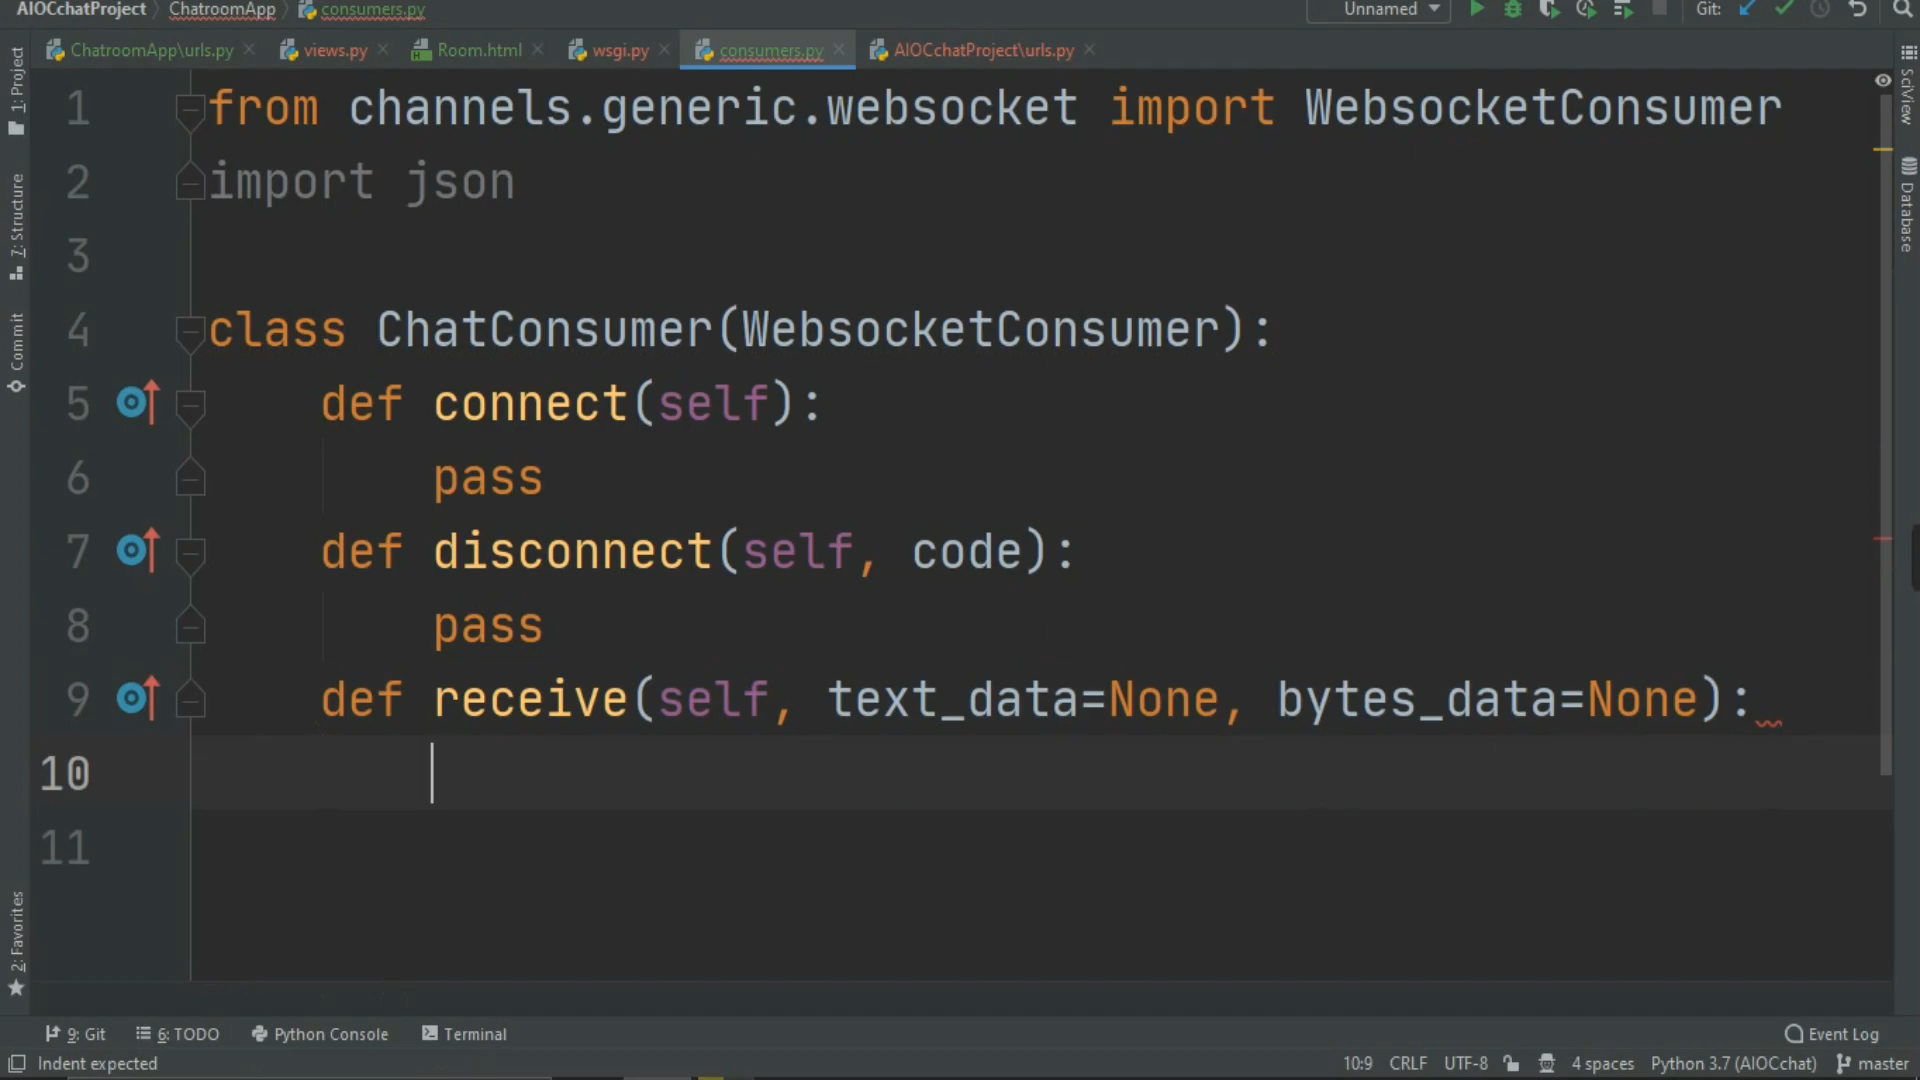 AIOCchatProject ChatroomApp consumers.py
Unnamed
Git:
ChatroomApp\urls.py
views.py
Room.html
wsgi.py
consumers.py
AIOCchatProject\urls.py
1: Project
7: Structure
Commit
2: Favorites
SciView
Database
1 from channels.generic.websocket import WebsocketConsumer
2 import json
3
4 class ChatConsumer(WebsocketConsumer):
5 def connect(self):
6 pass
7 def disconnect(self, code):
8 pass
9 def receive(self, text_data=None, bytes_data=None):
10
11
9: Git 6: TODO Python Console Terminal Event Log
Indent expected 10:9 CRLF UTF-8 4 spaces Python 3.7 (AIOCchat) master